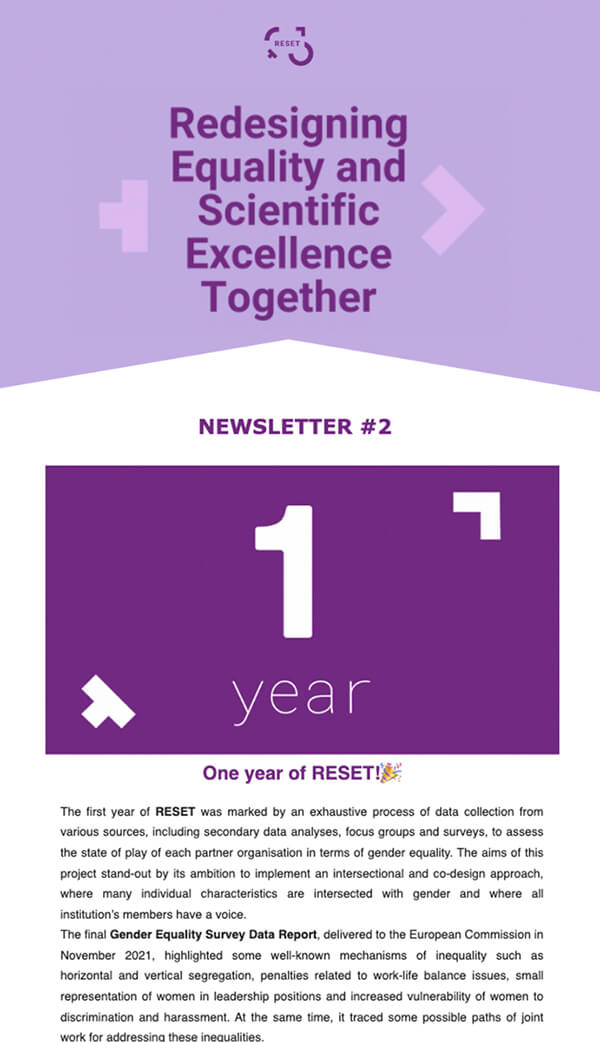 RESET
Redesigning
Equality and
Scientific
Excellence
Together
NEWSLETTER #2
1
year
One year of RESET!🎉
The first year of RESET was marked by an exhaustive process of data collection from
various sources, including secondary data analyses, focus groups and surveys, to assess
the state of play of each partner organisation in terms of gender equality. The aims of this
project stand-out by its ambition to implement an intersectional and co-design approach,
where many individual characteristics are intersected with gender and where all
institution’s members have a voice.
The final Gender Equality Survey Data Report, delivered to the European Commission in
November 2021, highlighted some well-known mechanisms of inequality such as
horizontal and vertical segregation, penalties related to work-life balance issues, small
representation of women in leadership positions and increased vulnerability of women to
discrimination and harassment. At the same time, it traced some possible paths of joint
work for addressing these inequalities.